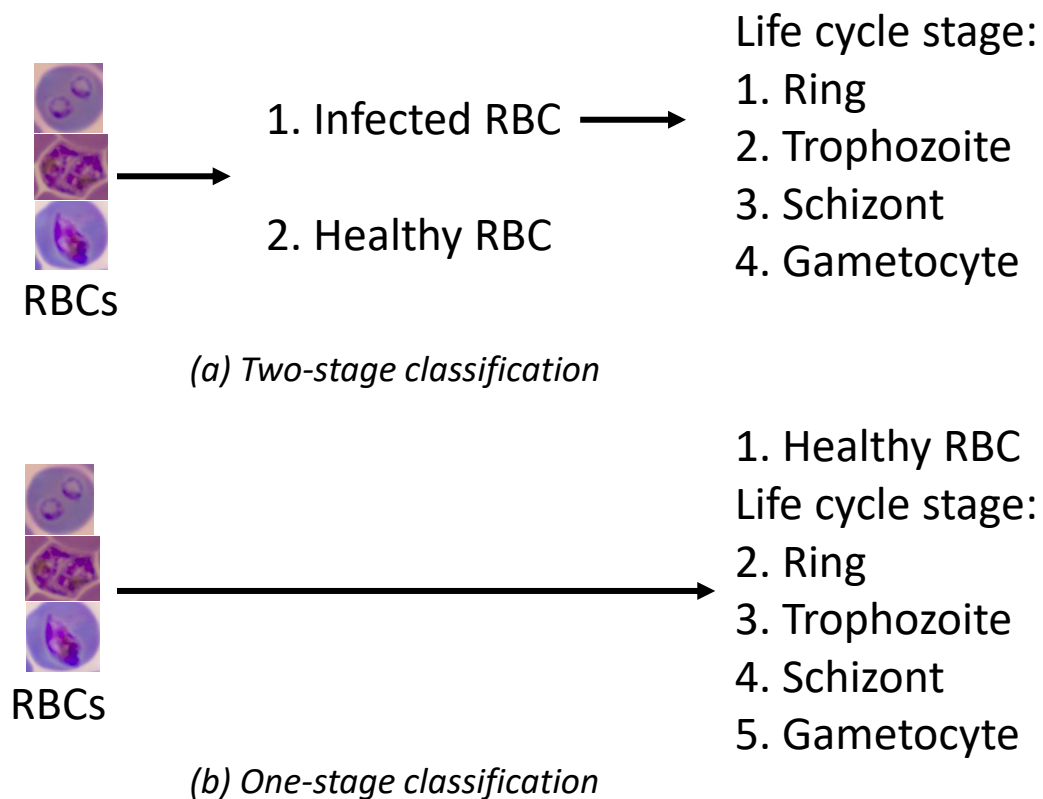 RBCs
1. Infected RBC
2. Healthy RBC
Life cycle stage:
1. Ring
2. Trophozoite
3. Schizont
4. Gametocyte
(a) Two-stage classification
RBCs
1. Healthy RBC
Life cycle stage:
2. Ring
3. Trophozoite
4. Schizont
5. Gametocyte
(b) One-stage classification